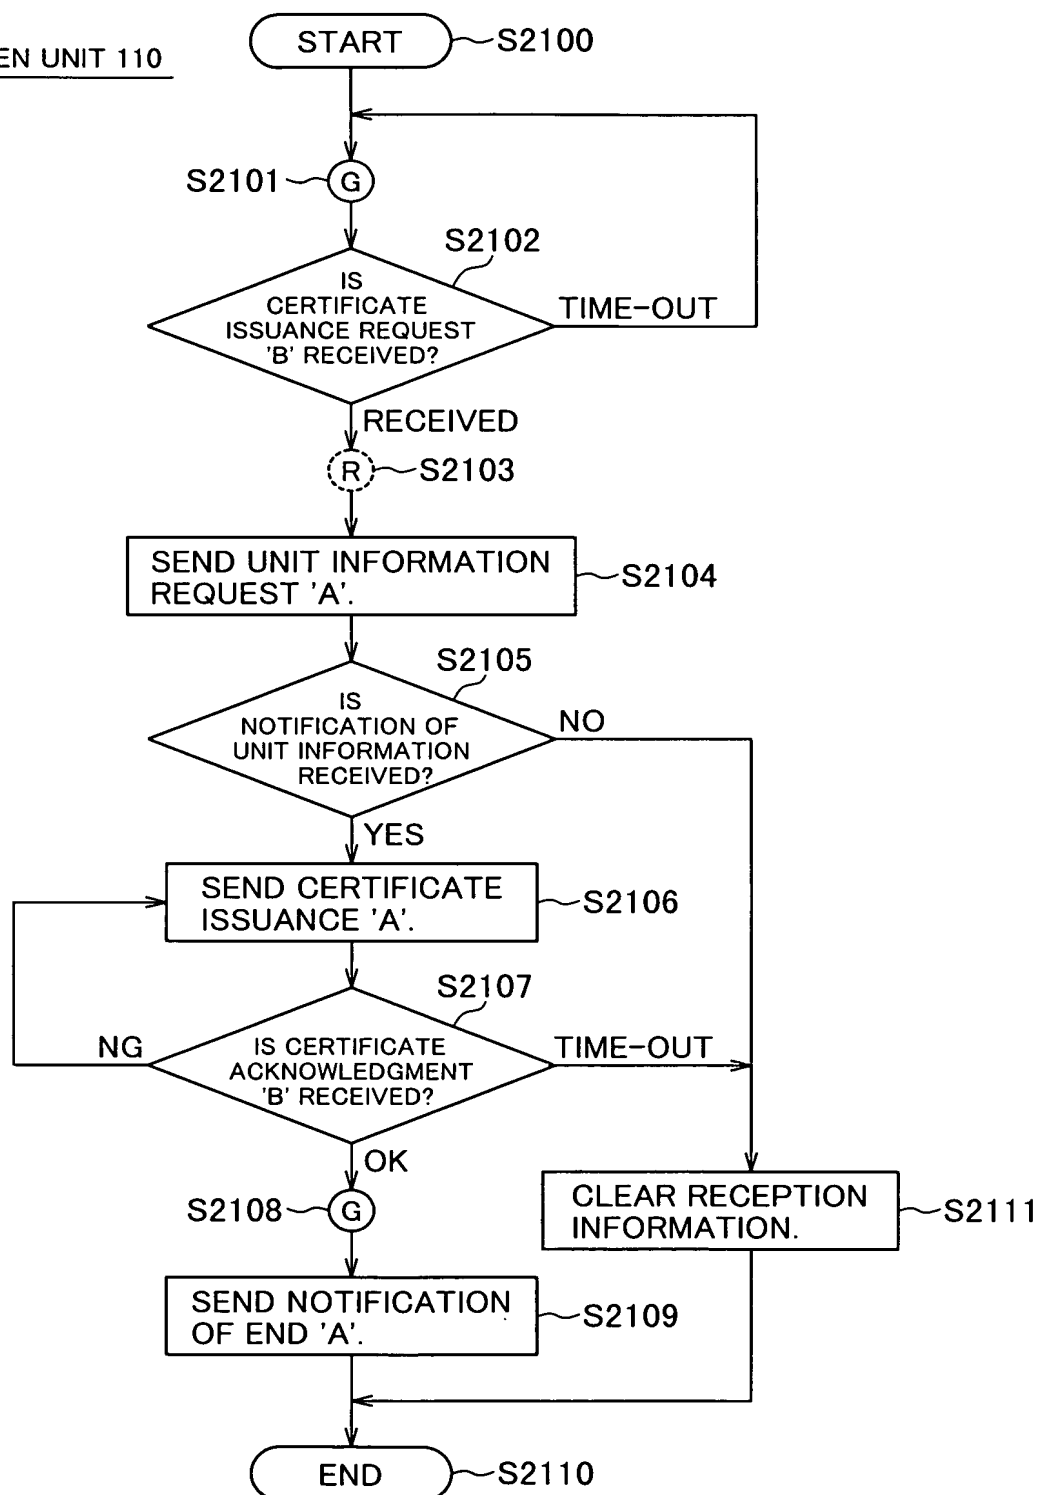 EN UNIT 110
START
S2100
S2101
G
S2102
IS
CERTIFICATE
ISSUANCE REQUEST
'B' RECEIVED?
TIME-OUT
RECEIVED
R
S2103
SEND UNIT INFORMATION
REQUEST 'A'.
S2104
S2105
IS
NOTIFICATION OF
UNIT INFORMATION
RECEIVED?
NO
YES
SEND CERTIFICATE
ISSUANCE 'A'.
S2106
S2107
NG
IS CERTIFICATE
ACKNOWLEDGMENT
'B' RECEIVED?
TIME-OUT
OK
S2108
G
CLEAR RECEPTION
INFORMATION.
S2111
SEND NOTIFICATION
OF END 'A'.
S2109
END
S2110